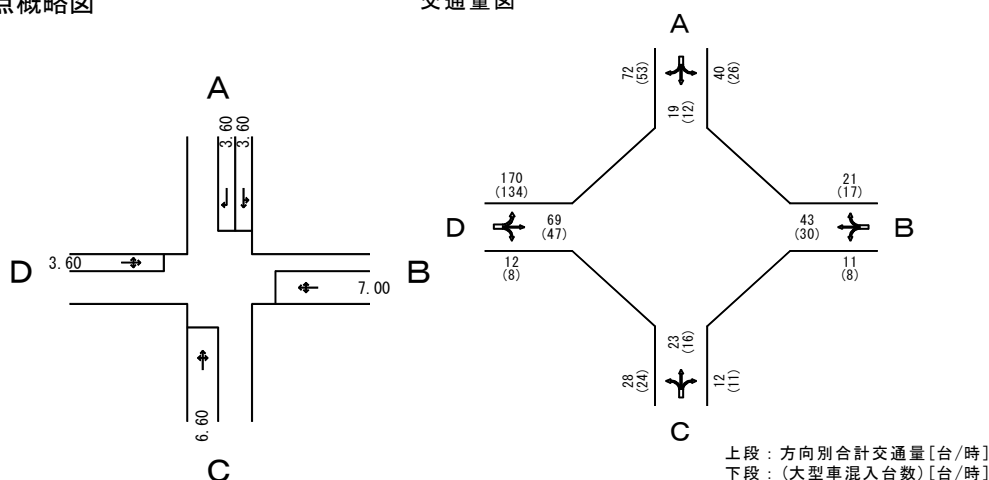 点概略図
交通量図
A
3.60
3.60
D
3.60
B
7.00
6.60
C
A
72
(53)
40
(26)
19
(12)
170
(134)
21
(17)
D
69
(47)
43
(30)
B
12
(8)
11
(8)
23
(16)
28
(24)
12
(11)
C
上段:方向別合計交通量[台/時]
下段:(大型車混入台数)[台/時]